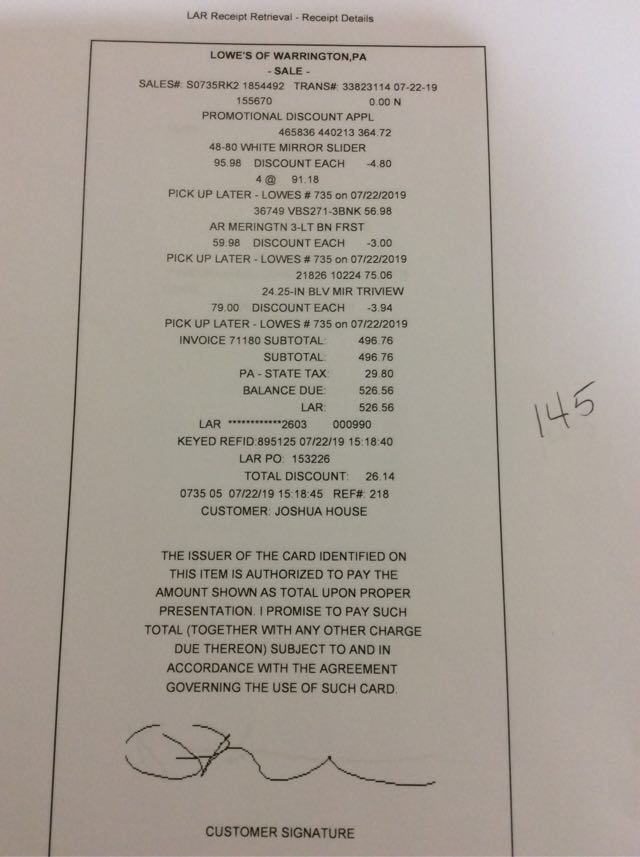 LAR Receipt Retrieval - Receipt Details
LOWE'S OF WARRINGTON,PA
- SALE -
SALES#: S0735RK2 1854492 TRANS#: 33823114 07-22-19
155670 0.00 N
PROMOTIONAL DISCOUNT APPL
465836 440213 364.72
48-80 WHITE MIRROR SLIDER
95.98 DISCOUNT EACH -4.80
4 @ 91.18
PICK UP LATER - LOWES # 735 on 07/22/2019
36749 VBS271-3BNK 56.98
AR MERINGTN 3-LT BN FRST
59.98 DISCOUNT EACH -3.00
PICK UP LATER - LOWES # 735 on 07/22/2019
21826 10224 75.06
24.25-IN BLV MIR TRIVIEW
79.00 DISCOUNT EACH -3.94
PICK UP LATER - LOWES # 735 on 07/22/2019
INVOICE 71180 SUBTOTAL: 496.76
SUBTOTAL: 496.76
PA - STATE TAX: 29.80
BALANCE DUE: 526.56
LAR: 526.56
LAR ************2603 000990
KEYED REFID:895125 07/22/19 15:18:40
LAR PO: 153226
TOTAL DISCOUNT: 26.14
0735 05 07/22/19 15:18:45 REF#: 218
CUSTOMER: JOSHUA HOUSE
THE ISSUER OF THE CARD IDENTIFIED ON
THIS ITEM IS AUTHORIZED TO PAY THE
AMOUNT SHOWN AS TOTAL UPON PROPER
PRESENTATION. I PROMISE TO PAY SUCH
TOTAL (TOGETHER WITH ANY OTHER CHARGE
DUE THEREON) SUBJECT TO AND IN
ACCORDANCE WITH THE AGREEMENT
GOVERNING THE USE OF SUCH CARD.
CUSTOMER SIGNATURE
145